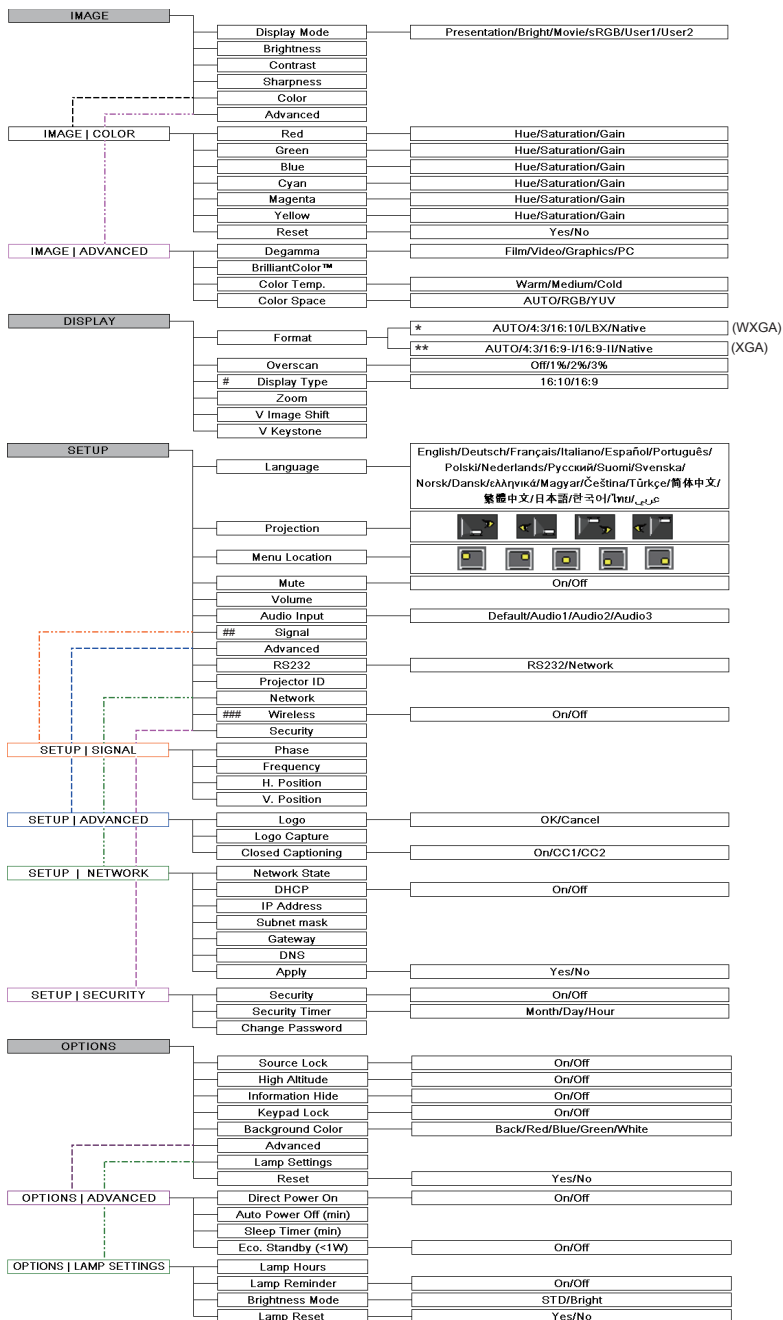 IMAGE
Display Mode Presentation/Bright/Movie/sRGB/User1/User2
Brightness
Contrast
Sharpness
Color
Advanced
IMAGE | COLOR Red Hue/Saturation/Gain
Green Hue/Saturation/Gain
Blue Hue/Saturation/Gain
Cyan Hue/Saturation/Gain
Magenta Hue/Saturation/Gain
Yellow Hue/Saturation/Gain
Reset Yes/No
IMAGE | ADVANCED Degamma Film/Video/Graphics/PC
BrilliantColor™
Color Temp. Warm/Medium/Cold
Color Space AUTO/RGB/YUV
DISPLAY
Format * AUTO/4:3/16:10/LBX/Native (WXGA)
** AUTO/4:3/16:9-I/16:9-II/Native (XGA)
Overscan Off/1%/2%/3%
# Display Type 16:10/16:9
Zoom
V Image Shift
V Keystone
SETUP
Language English/Deutsch/Français/Italiano/Español/Português/
Polski/Nederlands/Русский/Suomi/Svenska/
Norsk/Dansk/ελληνικά/Magyar/Čeština/Türkçe/简体中文/
繁體中文/日本語/한국어/ไทย/عربي
Projection
Menu Location
Mute On/Off
Volume
Audio Input Default/Audio1/Audio2/Audio3
## Signal
Advanced
RS232 RS232/Network
Projector ID
Network
### Wireless On/Off
Security
SETUP | SIGNAL Phase
Frequency
H. Position
V. Position
SETUP | ADVANCED Logo OK/Cancel
Logo Capture
Closed Captioning On/CC1/CC2
SETUP | NETWORK Network State
DHCP On/Off
IP Address
Subnet mask
Gateway
DNS
Apply Yes/No
SETUP | SECURITY Security On/Off
Security Timer Month/Day/Hour
Change Password
OPTIONS
Source Lock On/Off
High Altitude On/Off
Information Hide On/Off
Keypad Lock On/Off
Background Color Back/Red/Blue/Green/White
Advanced
Lamp Settings
Reset Yes/No
OPTIONS | ADVANCED Direct Power On On/Off
Auto Power Off (min)
Sleep Timer (min)
Eco. Standby (<1W) On/Off
OPTIONS | LAMP SETTINGS Lamp Hours
Lamp Reminder On/Off
Brightness Mode STD/Bright
Lamp Reset Yes/No